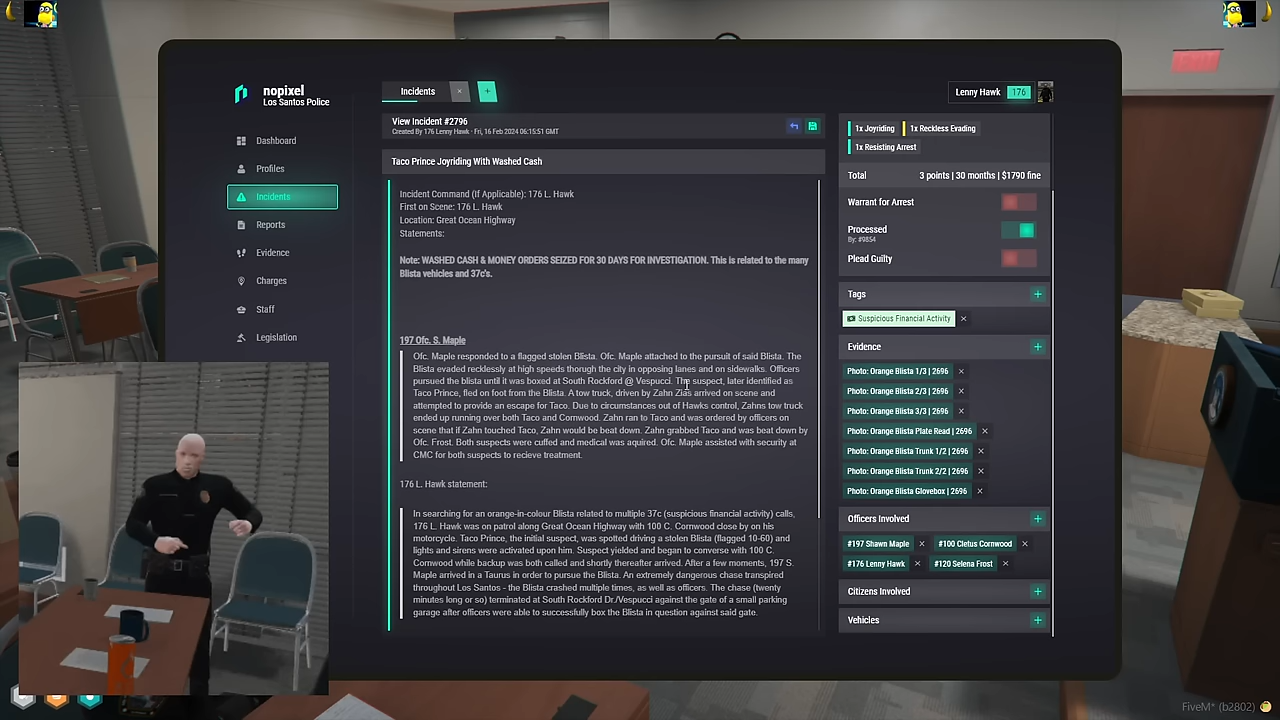 nopixel
Los Santos Police
Dashboard
Profiles
Incidents
Reports
Evidence
Charges
Staff
Legislation
Incidents
×
+
Lenny Hawk 176
View Incident #2796
Created By 176 Lenny Hawk · Fri, 16 Feb 2024 06:15:51 GMT
Taco Prince Joyriding With Washed Cash
Incident Command (If Applicable): 176 L. Hawk
First on Scene: 176 L. Hawk
Location: Great Ocean Highway
Statements:
Note: WASHED CASH & MONEY ORDERS SEIZED FOR 30 DAYS FOR INVESTIGATION. This is related to the many
Blista vehicles and 37c's.
197 Ofc. S. Maple
Ofc. Maple responded to a flagged stolen Blista. Ofc. Maple attached to the pursuit of said Blista. The
Blista evaded recklessly at high speeds thorugh the city in opposing lanes and on sidewalks. Officers
pursued the blista until it was boxed at South Rockford @ Vespucci. The suspect, later identified as
Taco Prince, fled on foot from the Blista. A tow truck, driven by Zahn Zias arrived on scene and
attempted to provide an escape for Taco. Due to circumstances out of Hawks control, Zahns tow truck
ended up running over both Taco and Cornwood. Zahn ran to Taco and was ordered by officers on
scene that if Zahn touched Taco, Zahn would be beat down. Zahn grabbed Taco and was beat down by
Ofc. Frost. Both suspects were cuffed and medical was aquired. Ofc. Maple assisted with security at
CMC for both suspects to recieve treatment.
176 L. Hawk statement:
In searching for an orange-in-colour Blista related to multiple 37c (suspicious financial activity) calls,
176 L. Hawk was on patrol along Great Ocean Highway with 100 C. Cornwood close by on his
motorcycle. Taco Prince, the initial suspect, was spotted driving a stolen Blista (flagged 10-60) and
lights and sirens were activated upon him. Suspect yielded and began to converse with 100 C.
Cornwood while backup was both called and shortly thereafter arrived. After a few moments, 197 S.
Maple arrived in a Taurus in order to pursue the Blista. An extremely dangerous chase transpired
throughout Los Santos - the Blista crashed multiple times, as well as officers. The chase (twenty
minutes long or so) terminated at South Rockford Dr./Vespucci against the gate of a small parking
garage after officers were able to successfully box the Blista in question against said gate.
1x Joyriding 1x Reckless Evading
1x Resisting Arrest
Total 3 points | 30 months | $1790 fine
Warrant for Arrest
Processed
By: #9854
Plead Guilty
Tags +
Suspicious Financial Activity ×
Evidence +
Photo: Orange Blista 1/3 | 2696 ×
Photo: Orange Blista 2/3 | 2696 ×
Photo: Orange Blista 3/3 | 2696 ×
Photo: Orange Blista Plate Read | 2696 ×
Photo: Orange Blista Trunk 1/2 | 2696 ×
Photo: Orange Blista Trunk 2/2 | 2696 ×
Photo: Orange Blista Glovebox | 2696 ×
Officers Involved +
#197 Shawn Maple × #100 Cletus Cornwood ×
#176 Lenny Hawk × #120 Selena Frost ×
Citizens Involved +
Vehicles +
FiveM* (b2802)